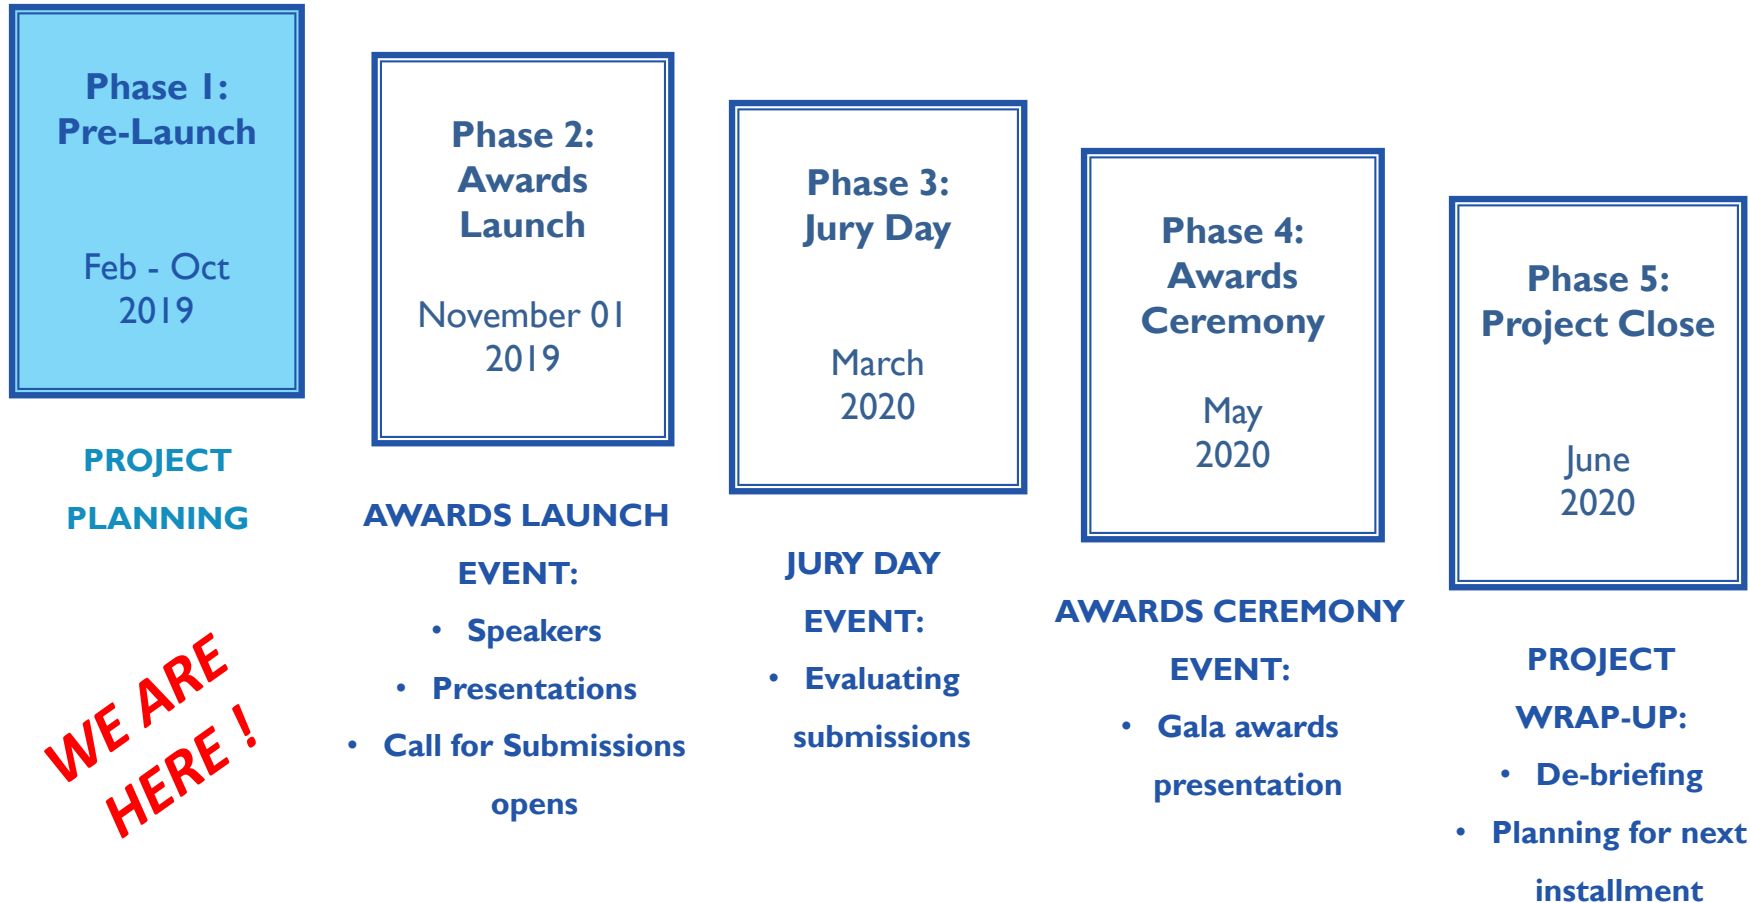 Phase 1:
Pre-Launch
Feb - Oct
2019
PROJECT
PLANNING
WE ARE
HERE !
Phase 2:
Awards
Launch
November 01
2019
AWARDS LAUNCH
EVENT:
• Speakers
• Presentations
• Call for Submissions
opens
Phase 3:
Jury Day
March
2020
JURY DAY
EVENT:
• Evaluating
submissions
Phase 4:
Awards
Ceremony
May
2020
AWARDS CEREMONY
EVENT:
• Gala awards
presentation
Phase 5:
Project Close
June
2020
PROJECT
WRAP-UP:
• De-briefing
• Planning for next
installment